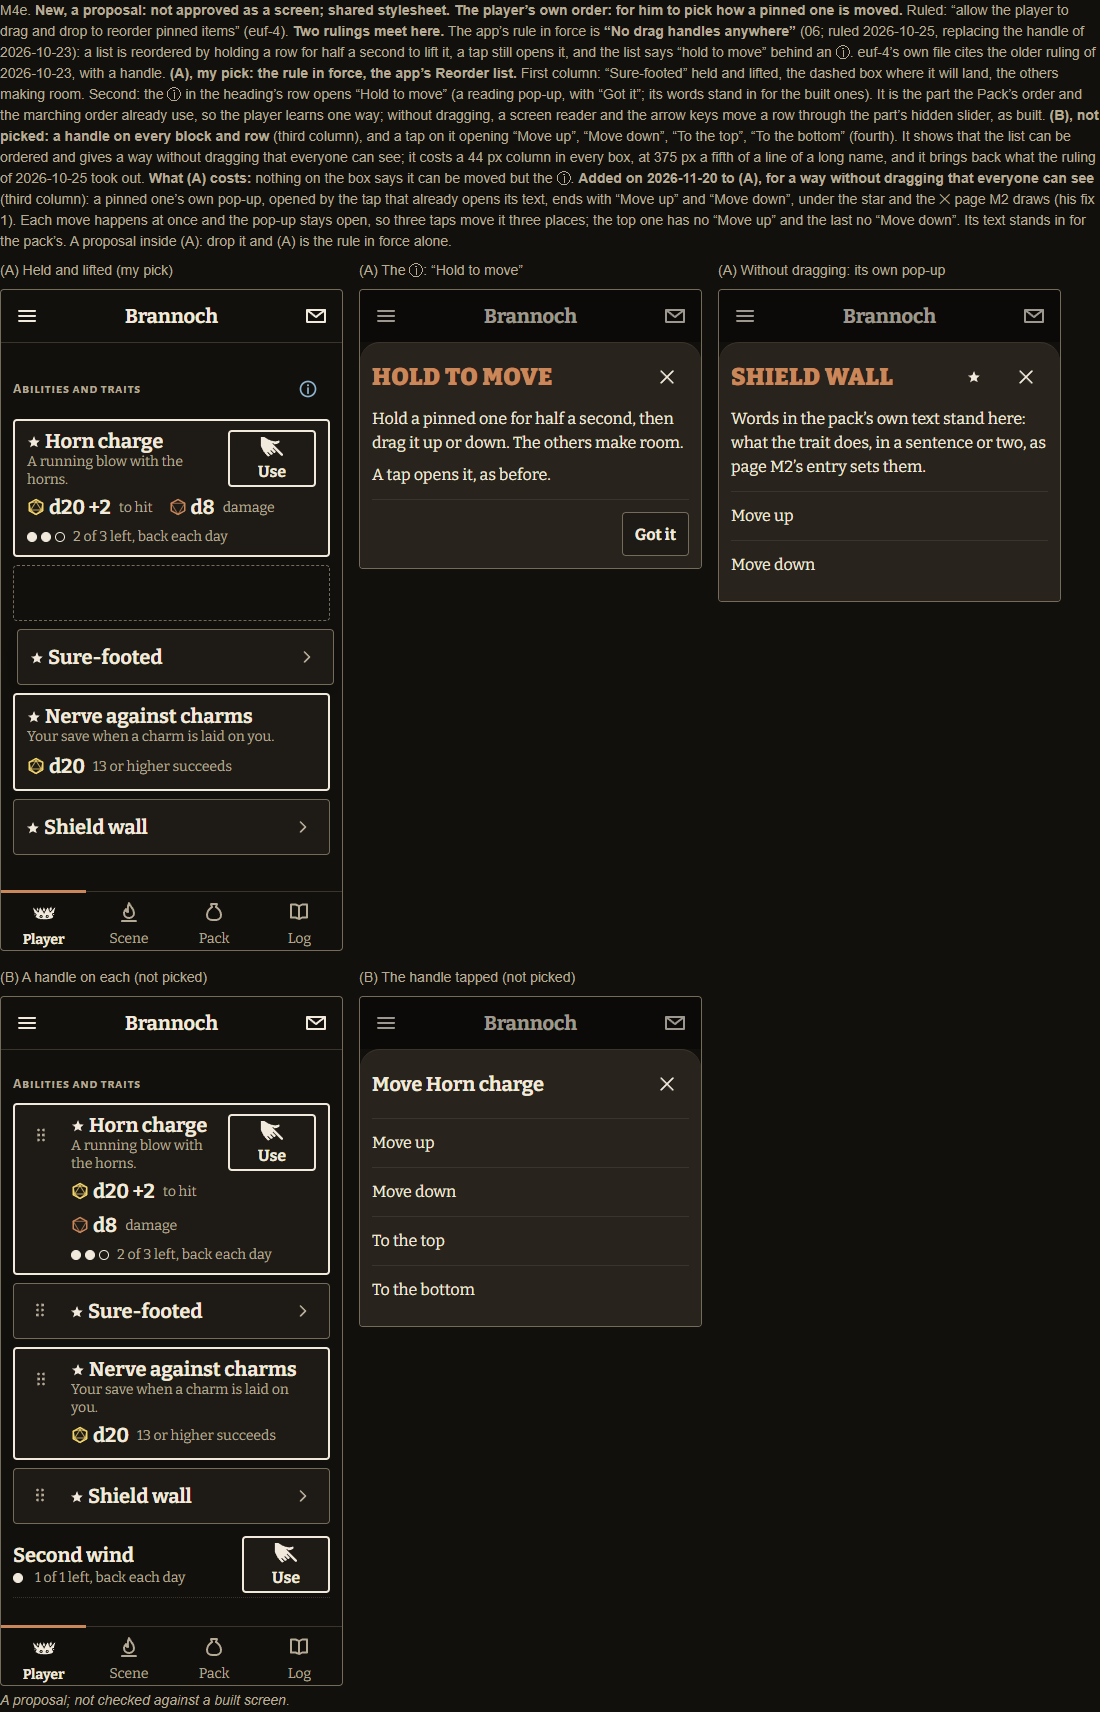 M4e. New, a proposal: not approved as a screen; shared stylesheet. The player's own order: for him to pick how a pinned one is moved. Ruled: “allow the player to
drag and drop to reorder pinned items” (euf-4). Two rulings meet here. The app’s rule in force is “No drag handles anywhere” (06; ruled 2026-10-25, replacing the handle of
2026-10-23): a list is reordered by holding a row for half a second to lift it, a tap still opens it, and the list says “hold to move” behind an ⓘ. euf-4’s own file cites the older ruling of
2026-10-23, with a handle. (A), my pick: the rule in force, the app’s Reorder list. First column: “Sure-footed” held and lifted, the dashed box where it will land, the others
making room. Second: the ⓘ in the heading’s row opens “Hold to move” (a reading pop-up, with “Got it”; its words stand in for the built ones). It is the part the Pack’s order and
the marching order already use, so the player learns one way; without dragging, a screen reader and the arrow keys move a row through the part’s hidden slider, as built. (B), not
picked: a handle on every block and row (third column), and a tap on it opening “Move up”, “Move down”, “To the top”, “To the bottom” (fourth). It shows that the list can be
ordered and gives a way without dragging that everyone can see; it costs a 44 px column in every box, at 375 px a fifth of a line of a long name, and it brings back what the ruling
of 2026-10-25 took out. What (A) costs: nothing on the box says it can be moved but the ⓘ. Added on 2026-11-20 to (A), for a way without dragging that everyone can see
(third column): a pinned one’s own pop-up, opened by the tap that already opens its text, ends with “Move up” and “Move down”, under the star and the ✕ page M2 draws (his fix
1). Each move happens at once and the pop-up stays open, so three taps move it three places; the top one has no “Move up” and the last no “Move down”. Its text stands in for
the pack’s. A proposal inside (A): drop it and (A) is the rule in force alone.
(A) Held and lifted (my pick)
Brannoch
ABILITIES AND TRAITS
★ Horn charge
A running blow with the
horns.
Use
d20 +2 to hit d8 damage
2 of 3 left, back each day
★ Sure-footed
★ Nerve against charms
Your save when a charm is laid on you.
d20 13 or higher succeeds
★ Shield wall
Player Scene Pack Log
(A) The ⓘ: “Hold to move”
Brannoch
HOLD TO MOVE
Hold a pinned one for half a second, then
drag it up or down. The others make room.
A tap opens it, as before.
Got it
(A) Without dragging: its own pop-up
Brannoch
SHIELD WALL ★
Words in the pack’s own text stand here:
what the trait does, in a sentence or two, as
page M2’s entry sets them.
Move up
Move down
(B) A handle on each (not picked)
Brannoch
ABILITIES AND TRAITS
★ Horn charge
A running blow with
the horns.
Use
d20 +2 to hit
d8 damage
2 of 3 left, back each day
★ Sure-footed
★ Nerve against charms
Your save when a charm is laid on
you.
d20 13 or higher succeeds
★ Shield wall
Second wind
1 of 1 left, back each day
Use
Player Scene Pack Log
(B) The handle tapped (not picked)
Brannoch
Move Horn charge
Move up
Move down
To the top
To the bottom
A proposal; not checked against a built screen.